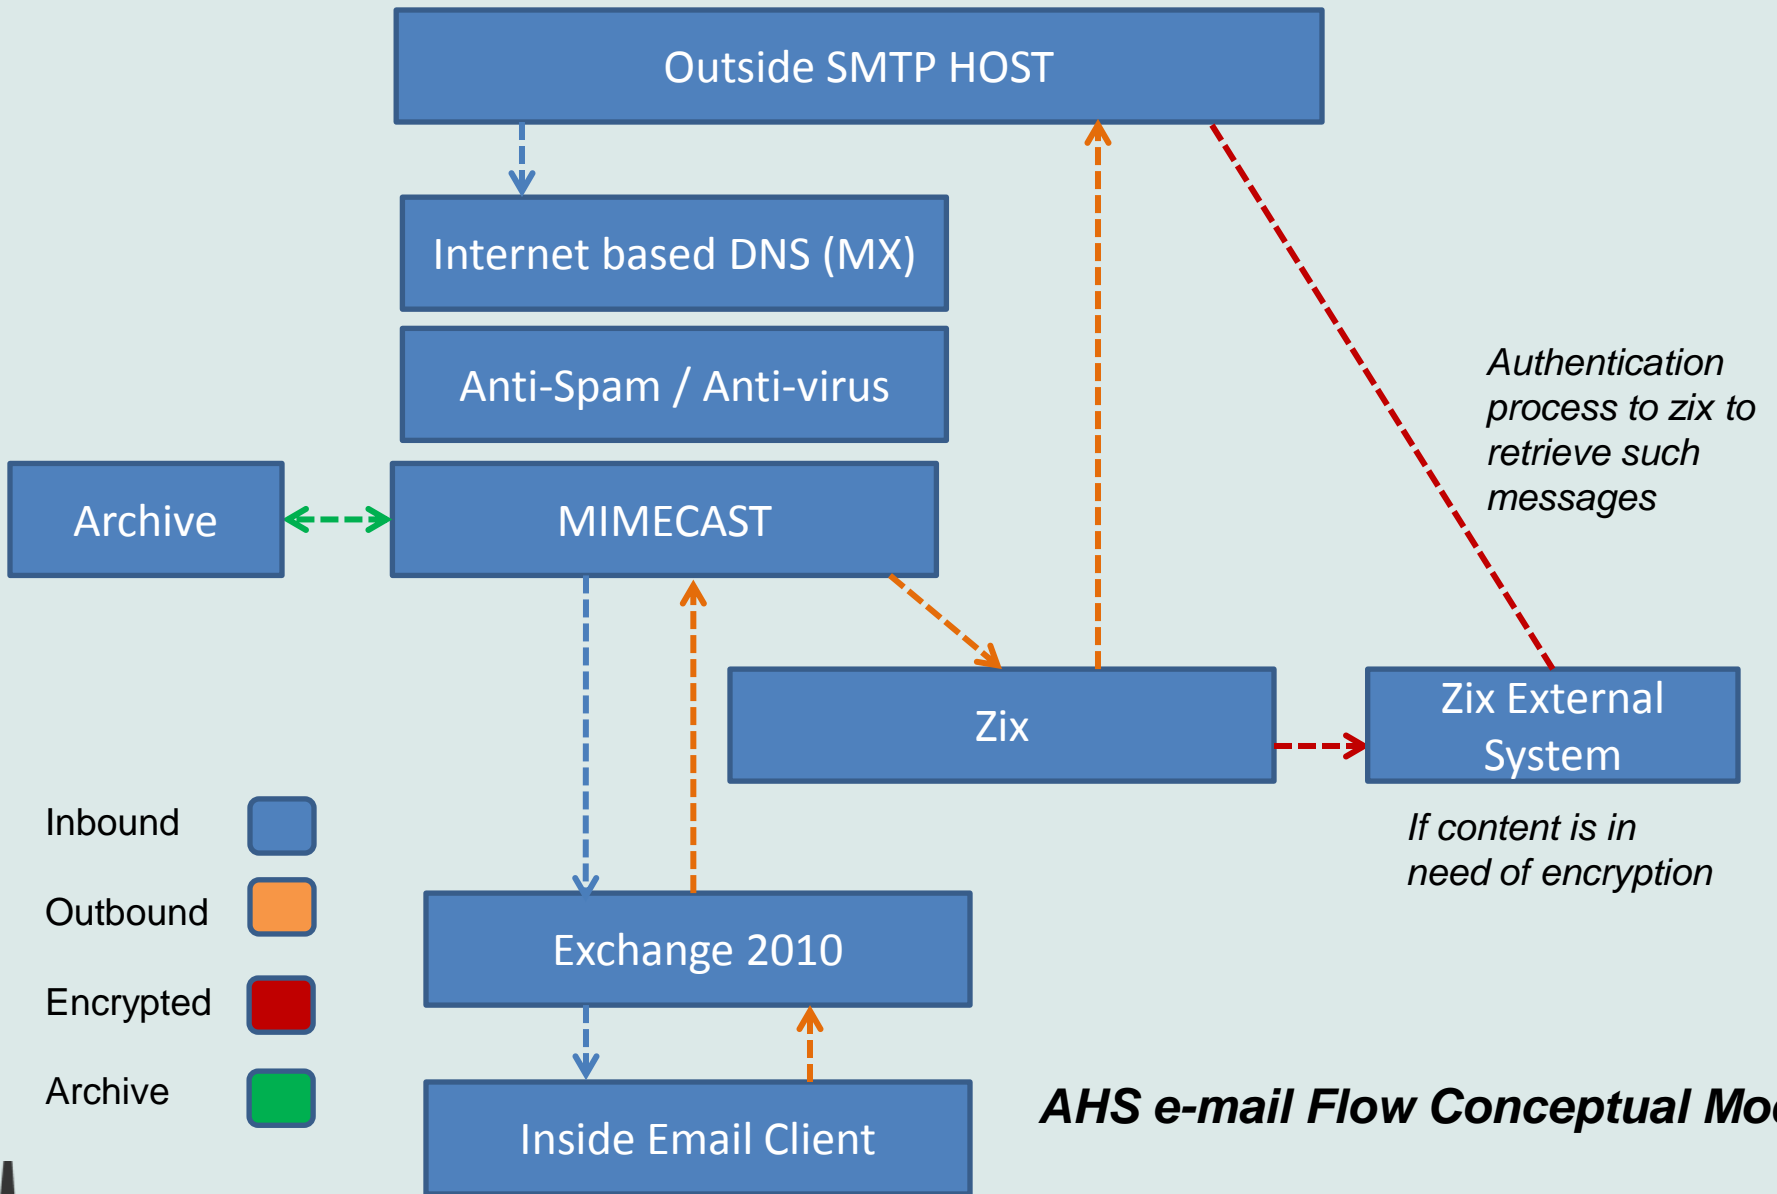 Outside SMTP HOST
Internet based DNS (MX)
Anti-Spam / Anti-virus
Archive
MIMECAST
Authentication
process to zix to
retrieve such
messages
Zix
Zix External
System
If content is in
need of encryption
Inbound
Outbound
Encrypted
Archive
Exchange 2010
Inside Email Client
AHS e-mail Flow Conceptual